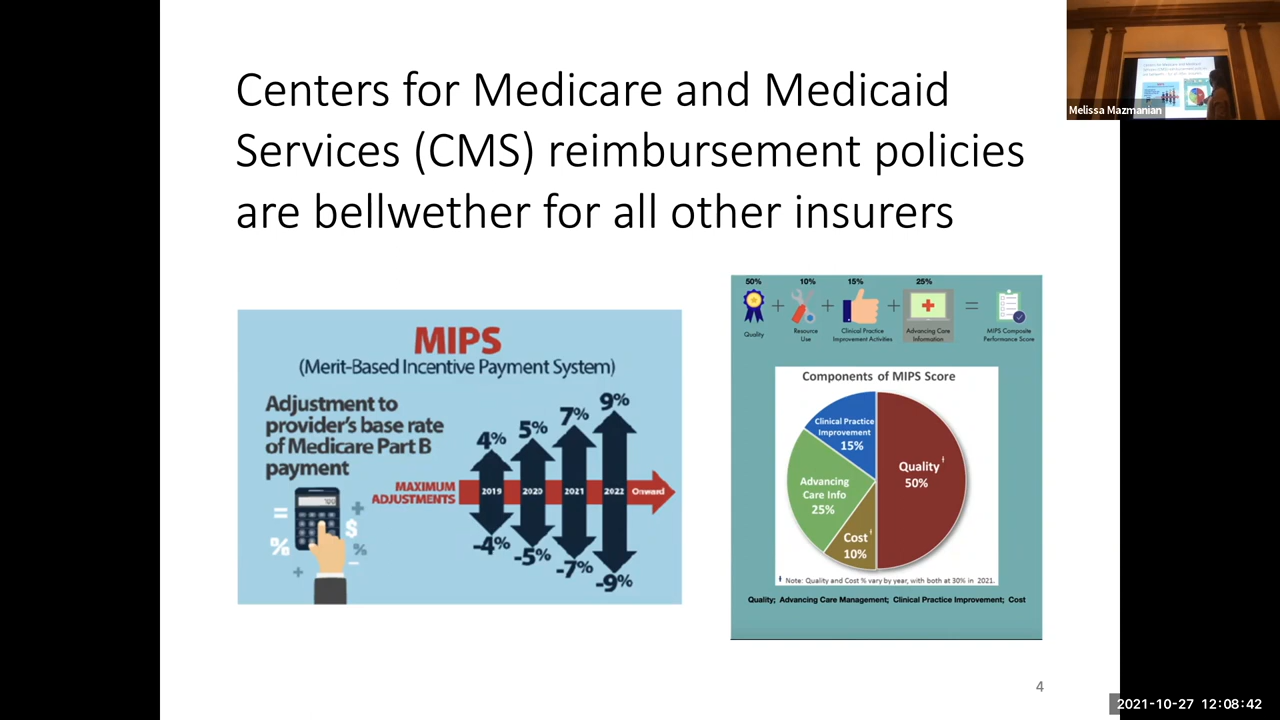 Centers for Medicare and Medicaid
Services (CMS) reimbursement policies
are bellwether for all other insurers
Melissa Mazmanian
MIPS
(Merit-Based Incentive Payment System)
Adjustment to
provider's base rate
of Medicare Part B
payment
MAXIMUM
ADJUSTMENTS
4% 5% 7% 9%
2019 2020 2021 2022 Onward
-4% -5% -7% -9%
50% 10% 15% 25%
Quality
Resource
Use
Clinical Practice
Improvement Activities
Advancing Care
Information
MIPS Composite
Performance Score
Components of MIPS Score
Clinical Practice
Improvement
15%
Quality†
50%
Advancing
Care Info
25%
Cost†
10%
† Note: Quality and Cost % vary by year, with both at 30% in 2021.
Quality; Advancing Care Management; Clinical Practice Improvement; Cost
4
2021-10-27 12:08:42